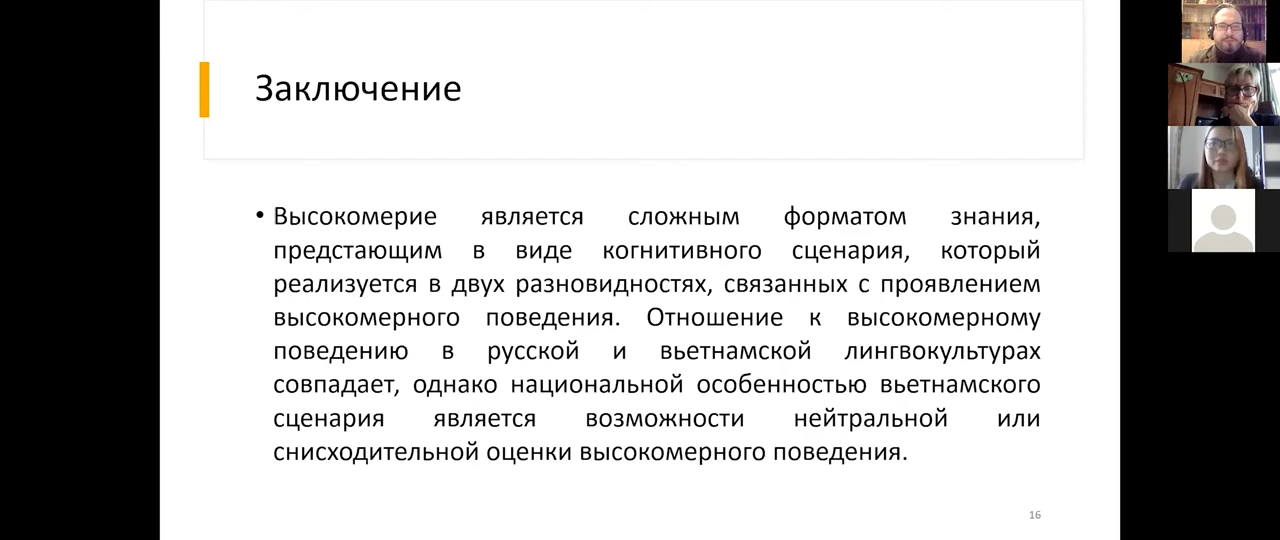 Заключение
• Высокомерие является сложным форматом знания,
предстающим в виде когнитивного сценария, который
реализуется в двух разновидностях, связанных с проявлением
высокомерного поведения. Отношение к высокомерному
поведению в русской и вьетнамской лингвокультурах
совпадает, однако национальной особенностью вьетнамского
сценария является возможности нейтральной или
снисходительной оценки высокомерного поведения.
16